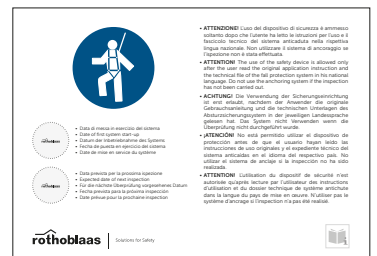 • ATTENZIONE! L'uso del dispositivo di sicurezza è ammesso
soltanto dopo che l'utente ha letto le istruzioni per l'uso e il
fascicolo tecnico del sistema anticaduta nella rispettiva
lingua nazionale. Non utilizzare il sistema di ancoraggio se
l'ispezione non è stata effettuata.
• ATTENTION! The use of the safety device is allowed only
after the user read the original application instruction and
the technical file of the fall protection system in his national
language. Do not use the anchoring system if the inspection
has not been carried out.
• ACHTUNG! Die Verwendung der Sicherungseinrichtung
ist erst erlaubt, nachdem der Anwender die originale
Gebrauchsanleitung und die technischen Unterlagen des
Absturzsicherungssystem in der jeweiligen Landessprache
gelesen hat. Das System nicht Verwenden wenn die
Überprüfung nicht durchgeführt wurde.
• ¡ATENCIÓN! No está permitido utilizar el dispositivo de
protección antes de que el usuario hayan leído las
instrucciones de uso originales y el expediente técnico del
sistema anticaídas en el idioma del respectivo país. No
utilizar el sistema de anclaje si la inspección no ha sido
realizada.
• ATTENTION! L'utilisation du dispositif de sécurité n'est
autorisée qu'après lecture par l'utilisateur des instructions
d'utilisation et du dossier technique de système antichute
dans la langue du pays de mise en œuvre. N'utiliser pas le
système d'ancrage si l'inspection n'a pas été réalisé.
rothoblaas
• Data di messa in esercizio del sistema
• Date of first system start-up
• Datum der Inbetriebnahme des Systems
• Fecha de puesta en ejercicio del sistema
• Date de mise en service du système
rothoblaas
• Data prevista per la prossima ispezione
• Expected date of next inspection
• Für die nächste Überprüfung vorgesehenes Datum
• Fecha prevista para la próxima inspección
• Date prévue pour la prochaine inspection
rothoblaas
Solutions for Safety